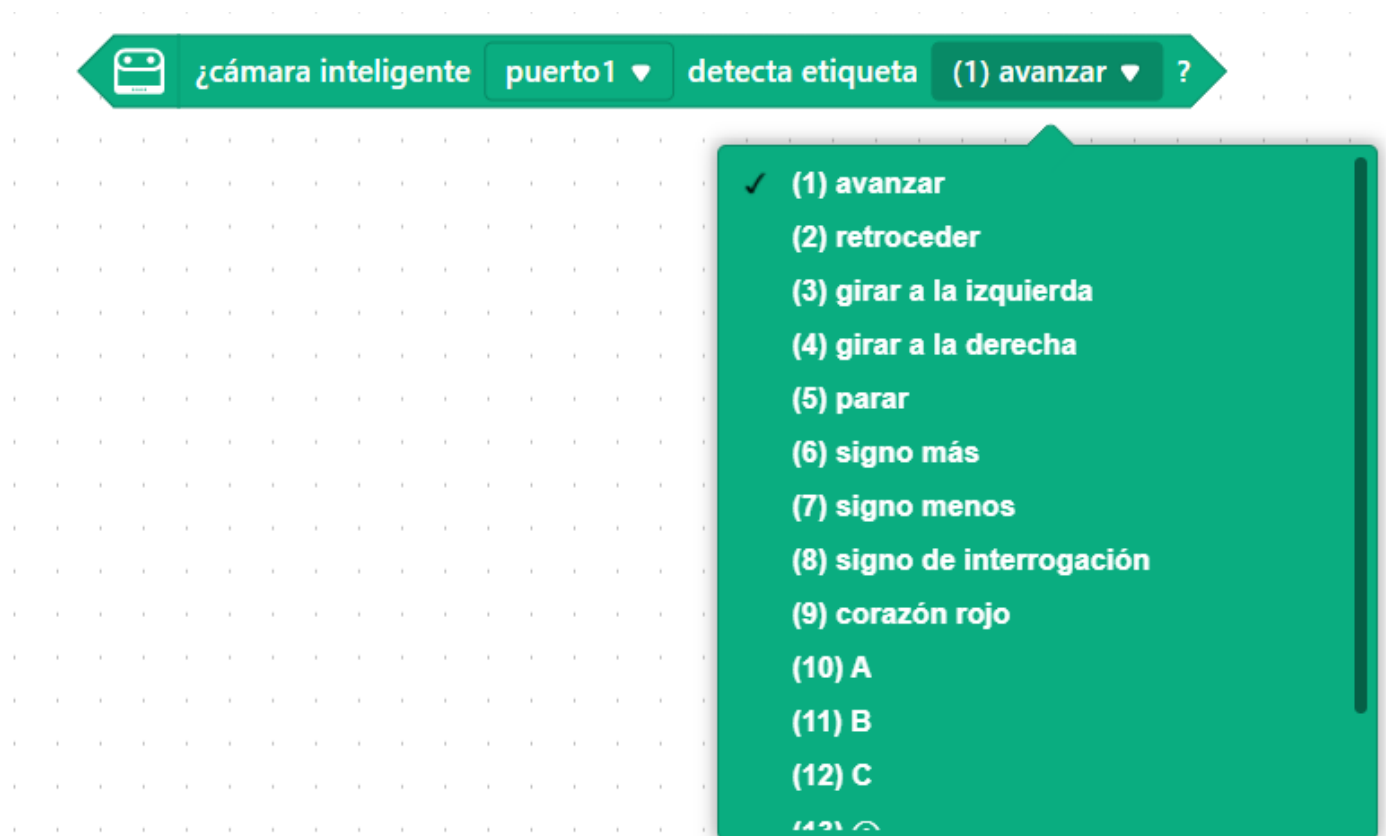 ¿cámara inteligente puerto1 ▼ detecta etiqueta (1) avanzar ▼ ?
✓ (1) avanzar
(2) retroceder
(3) girar a la izquierda
(4) girar a la derecha
(5) parar
(6) signo más
(7) signo menos
(8) signo de interrogación
(9) corazón rojo
(10) A
(11) B
(12) C
(13)